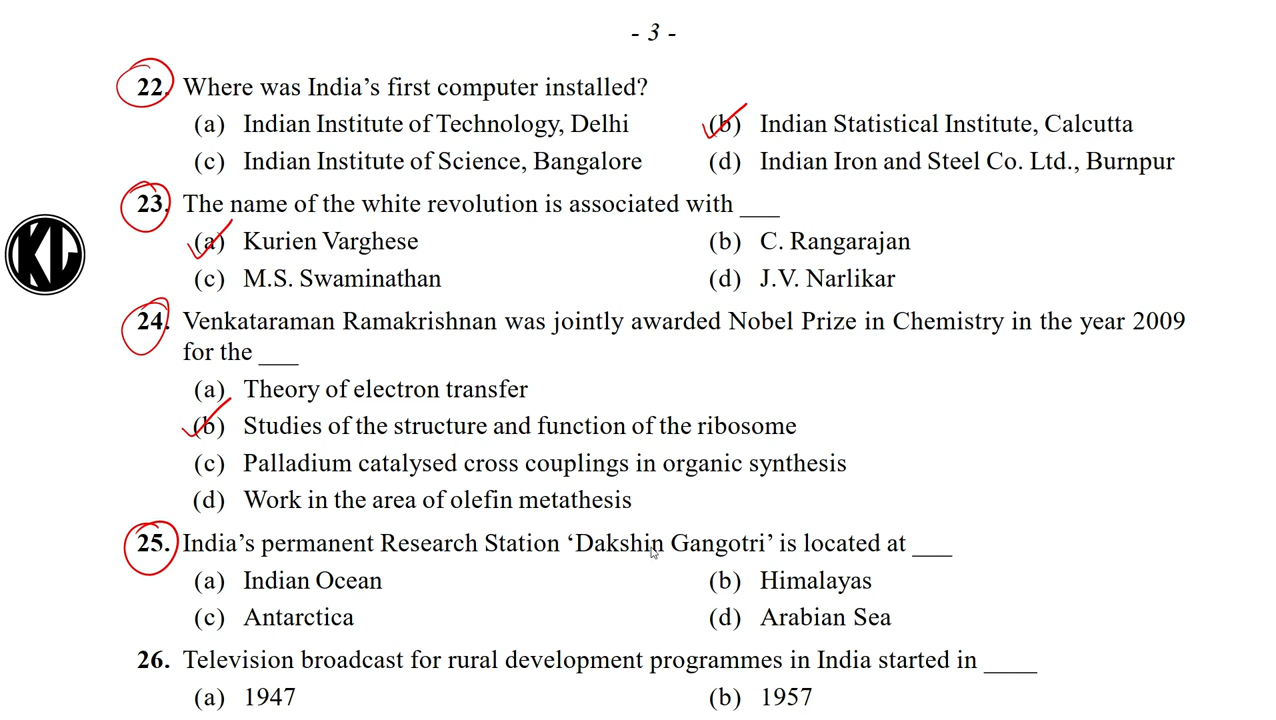 - 3 -
22. Where was India’s first computer installed?
(a) Indian Institute of Technology, Delhi (b) Indian Statistical Institute, Calcutta
(c) Indian Institute of Science, Bangalore (d) Indian Iron and Steel Co. Ltd., Burnpur
23. The name of the white revolution is associated with ___
(a) Kurien Varghese (b) C. Rangarajan
(c) M.S. Swaminathan (d) J.V. Narlikar
KL
24. Venkataraman Ramakrishnan was jointly awarded Nobel Prize in Chemistry in the year 2009
for the ___
(a) Theory of electron transfer
(b) Studies of the structure and function of the ribosome
(c) Palladium catalysed cross couplings in organic synthesis
(d) Work in the area of olefin metathesis
25. India’s permanent Research Station ‘Dakshin Gangotri’ is located at ___
(a) Indian Ocean (b) Himalayas
(c) Antarctica (d) Arabian Sea
26. Television broadcast for rural development programmes in India started in ____
(a) 1947 (b) 1957